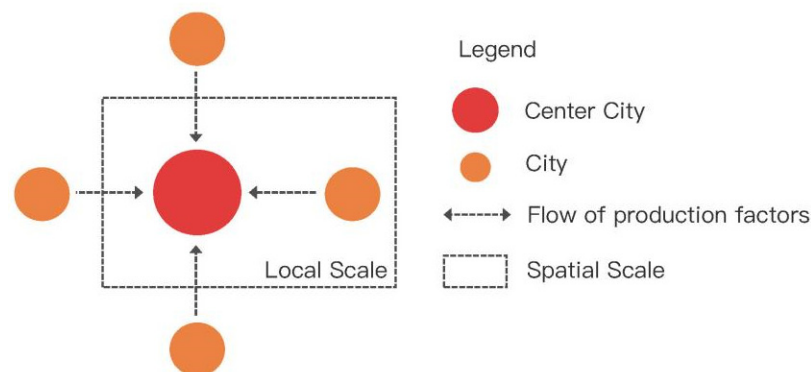 Legend
Center City
City
Flow of production factors
Local Scale
Spatial Scale